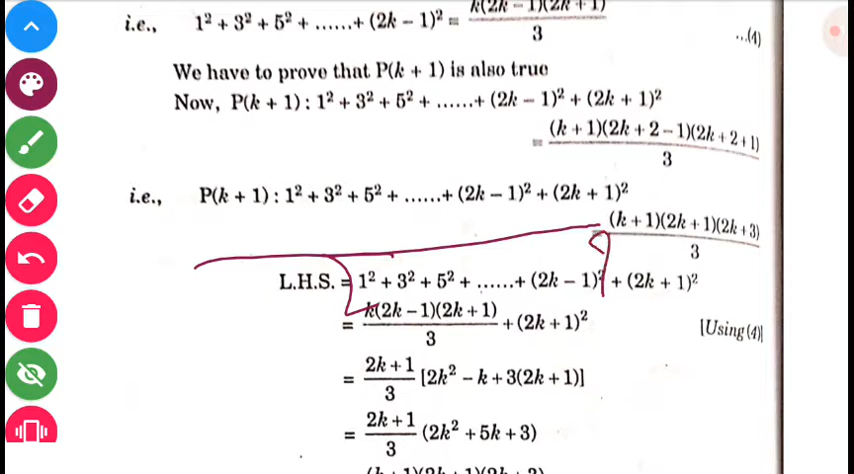 i.e., 1² + 3² + 5² + ......+ (2k − 1)² = k(2k − 1)(2k + 1)/3 ...(4)
We have to prove that P(k + 1) is also true
Now, P(k + 1) : 1² + 3² + 5² + ......+ (2k − 1)² + (2k + 1)²
= (k + 1)(2k + 2 − 1)(2k + 2 + 1)/3
i.e., P(k + 1) : 1² + 3² + 5² + ......+ (2k − 1)² + (2k + 1)²
= (k + 1)(2k + 1)(2k + 3)/3
L.H.S. = 1² + 3² + 5² + ......+ (2k − 1)² + (2k + 1)²
= k(2k − 1)(2k + 1)/3 + (2k + 1)² [Using (4)]
= 2k + 1/3 [2k² − k + 3(2k + 1)]
= 2k + 1/3 (2k² + 5k + 3)